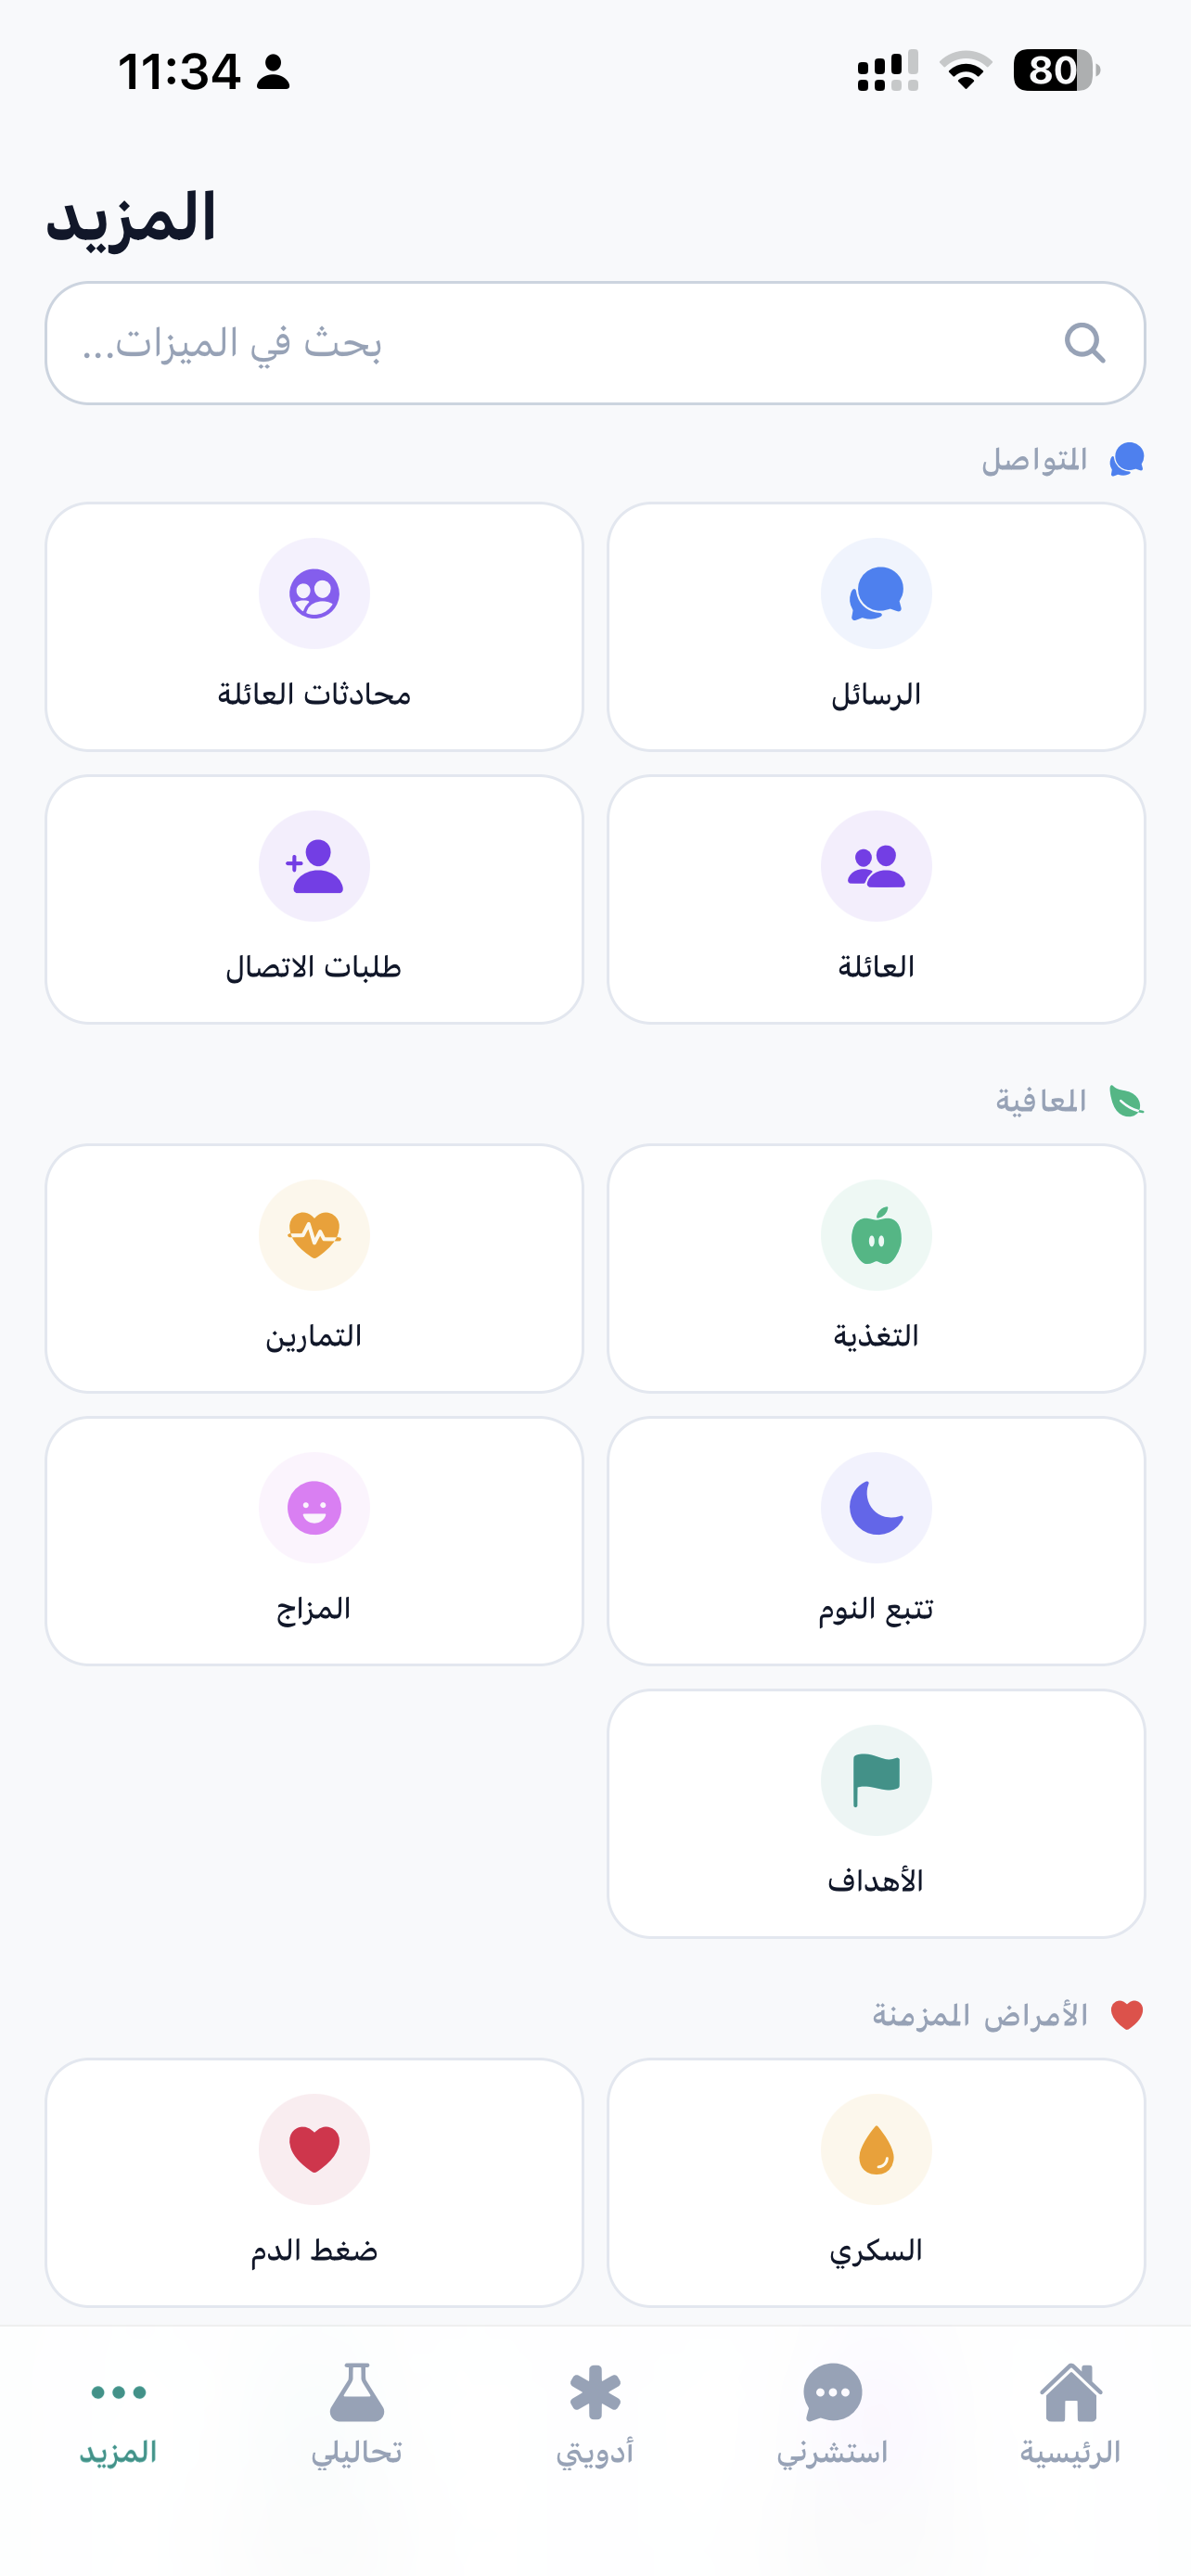 11:34
80
المزيد
بحث في الميزات...
التواصل
الرسائل
محادثات العائلة
العائلة
طلبات الاتصال
المعافية
التغذية
التمارين
تتبع النوم
المزاج
الأهداف
الأمراض المزمنة
السكري
ضغط الدم
الرئيسية
استشرني
أدويتي
تحاليلي
المزيد